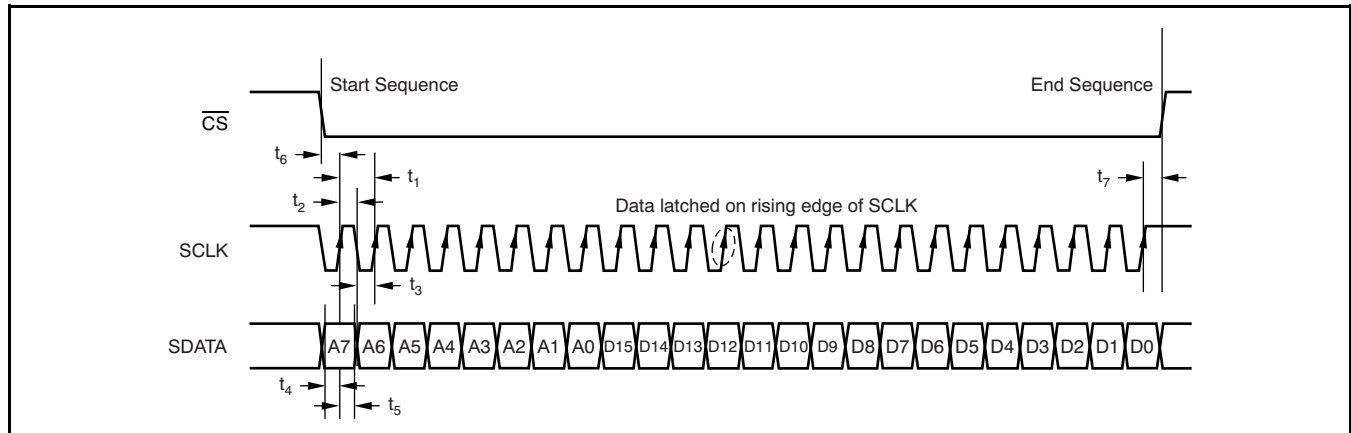 Start Sequence
End Sequence
CS
t6
t1
t7
t2
Data latched on rising edge of SCLK
SCLK
t3
SDATA
A7 A6 A5 A4 A3 A2 A1 A0 D15 D14 D13 D12 D11 D10 D9 D8 D7 D6 D5 D4 D3 D2 D1 D0
t4
t5